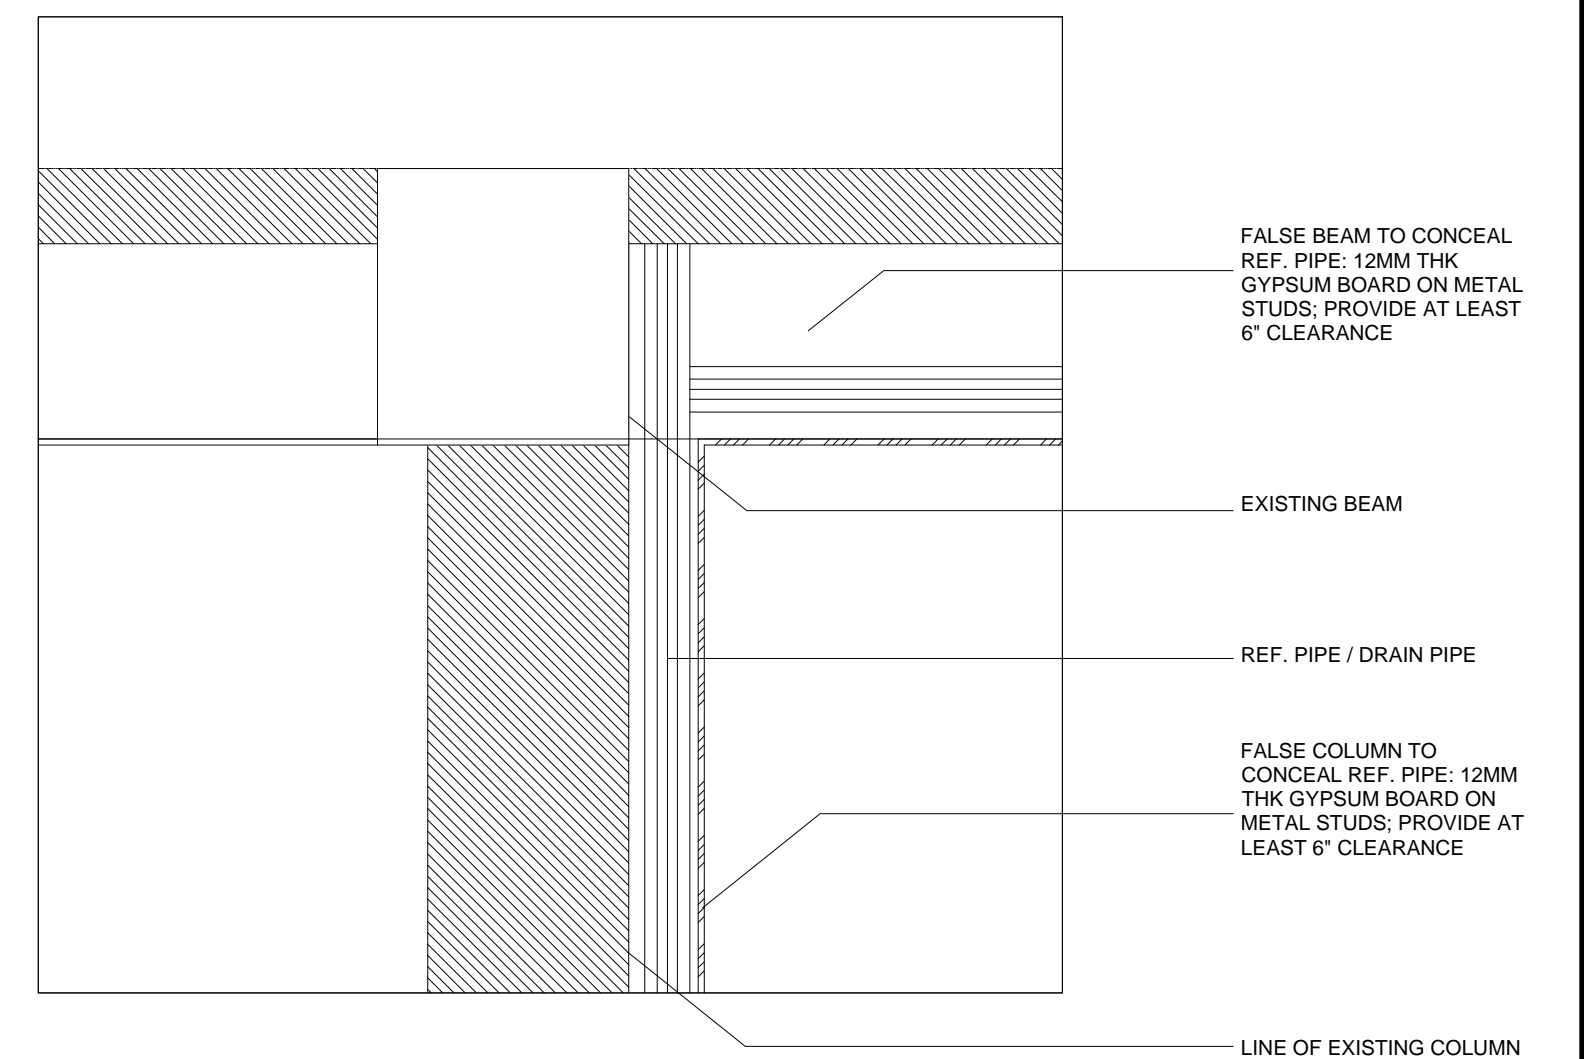 FALSE BEAM TO CONCEAL
REF. PIPE: 12MM THK
GYPSUM BOARD ON METAL
STUDS; PROVIDE AT LEAST
6" CLEARANCE
EXISTING BEAM
REF. PIPE / DRAIN PIPE
FALSE COLUMN TO
CONCEAL REF. PIPE: 12MM
THK GYPSUM BOARD ON
METAL STUDS; PROVIDE AT
LEAST 6" CLEARANCE
LINE OF EXISTING COLUMN